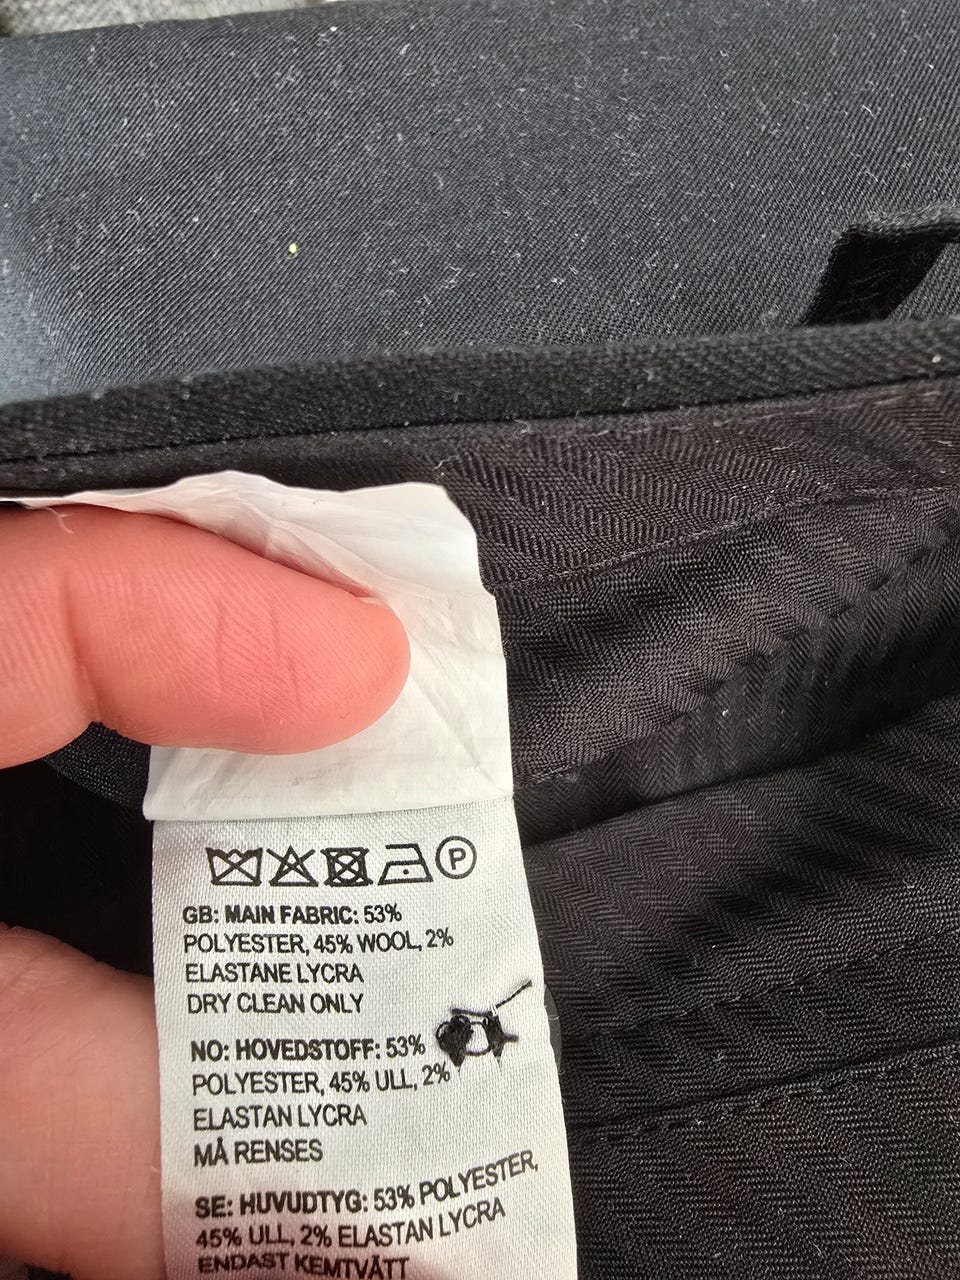 P
GB: MAIN FABRIC: 53%
POLYESTER, 45% WOOL, 2%
ELASTANE LYCRA
DRY CLEAN ONLY
NO: HOVEDSTOFF: 53%
POLYESTER, 45% ULL, 2%
ELASTAN LYCRA
MÅ RENSES
SE: HUVUDTYG: 53% POLYESTER,
45% ULL, 2% ELASTAN LYCRA
ENDAST KEMTVÄTT